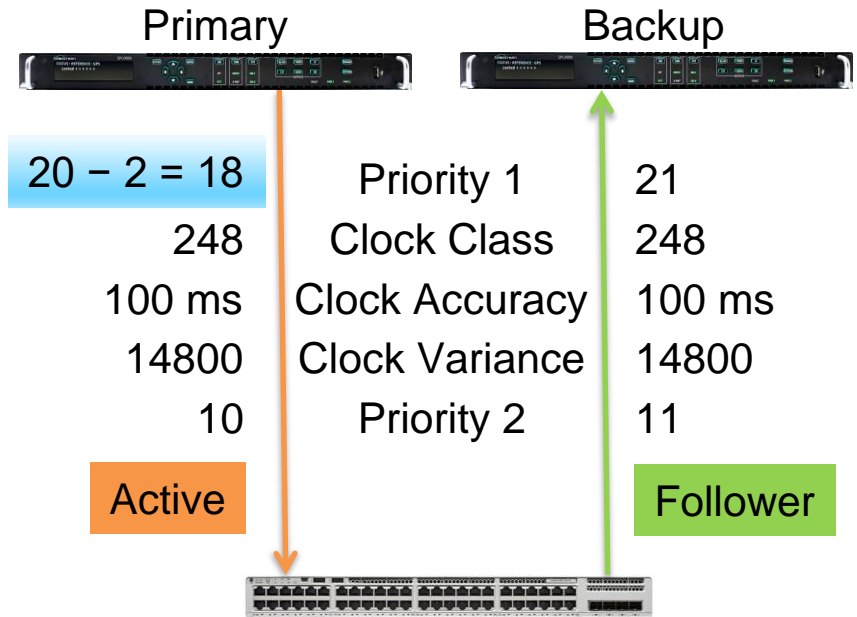 Primary
Backup
20 − 2 = 18
Priority 1
21
248
Clock Class
248
100 ms
Clock Accuracy
100 ms
14800
Clock Variance
14800
10
Priority 2
11
Active
Follower